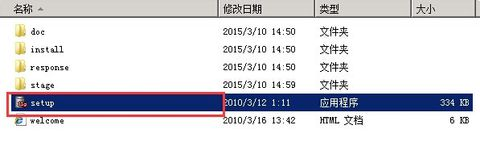 名称 修改日期 类型 大小
doc 2015/3/10 14:50 文件夹
install 2015/3/10 14:50 文件夹
response 2015/3/10 14:50 文件夹
stage 2015/3/10 14:59 文件夹
setup 2010/3/12 1:11 应用程序 334 KB
welcome 2010/3/16 13:42 HTML 文档 6 KB